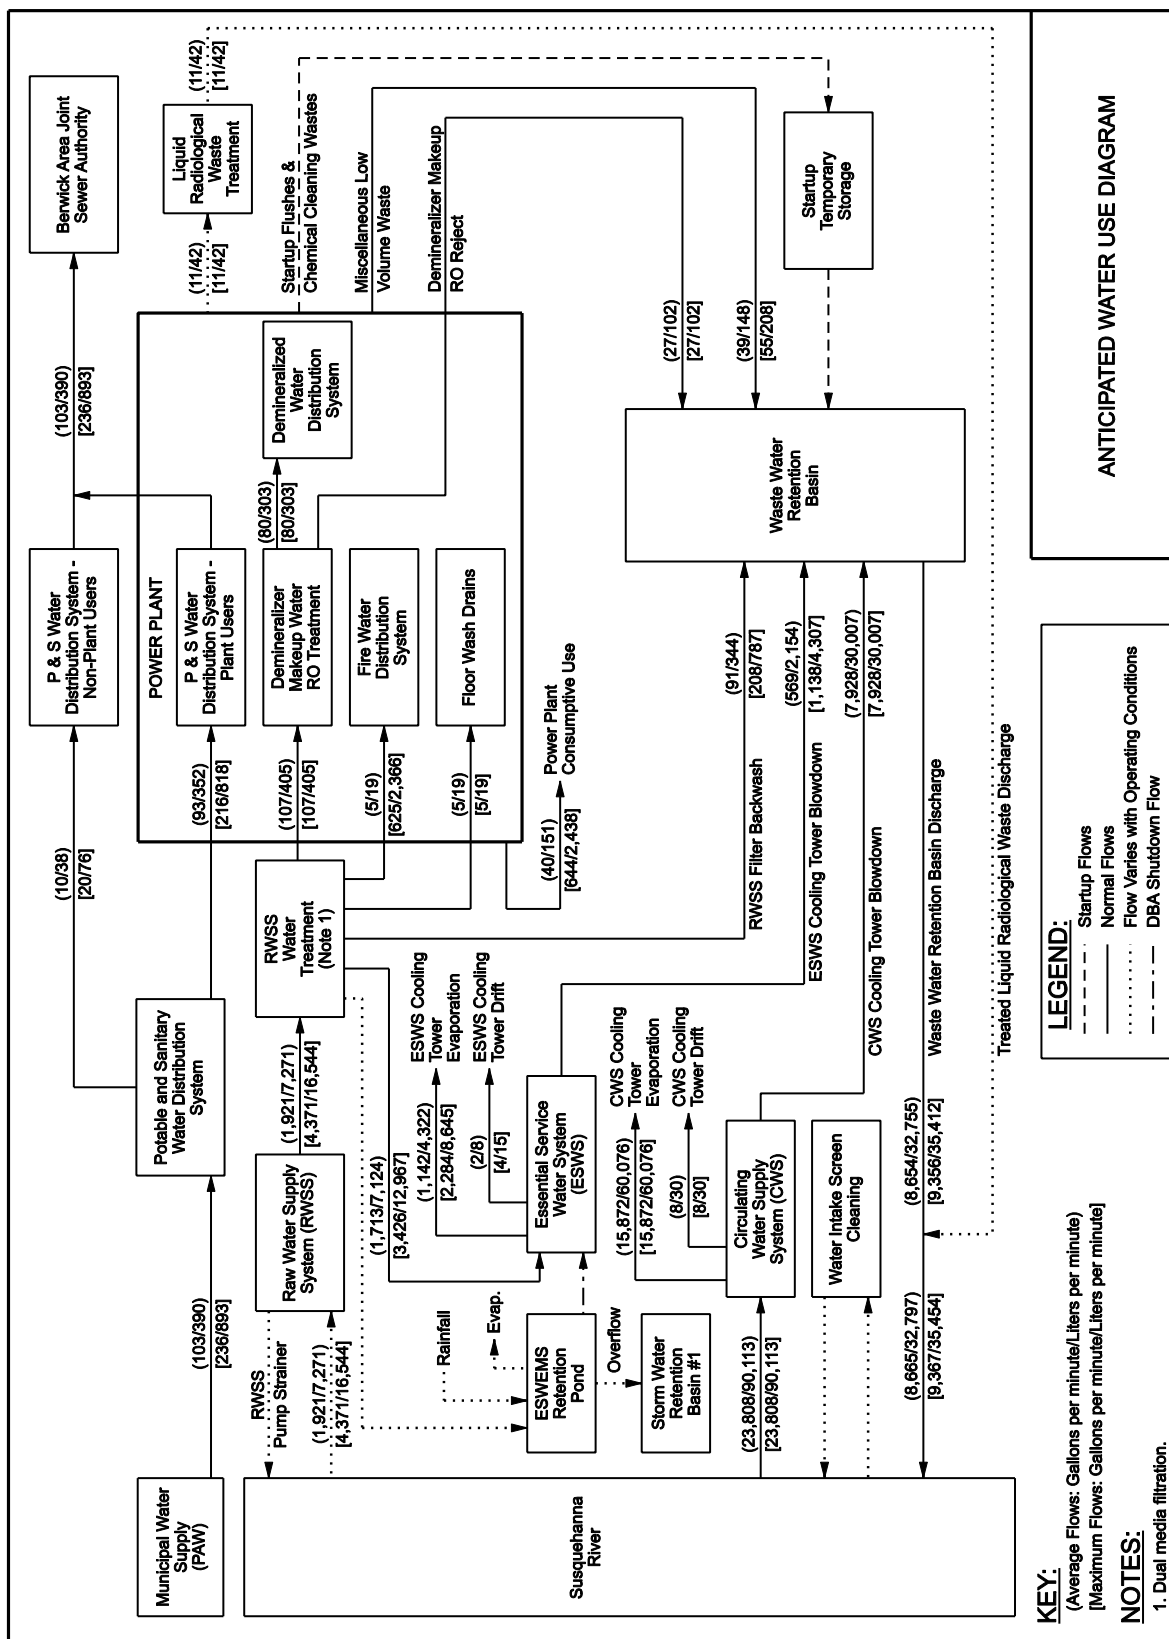 Municipal Water
Supply
(PAW)
(103/390)
[236/893]
Potable and Sanitary
Water Distribution
System
(10/38)
[20/76]
P & S Water
Distribution System -
Non-Plant Users
(103/390)
[236/893]
Berwick Area Joint
Sewer Authority
(93/352)
[216/818]
POWER PLANT
P & S Water
Distribution System -
Plant Users
(11/42)
[11/42]
Liquid
Radiological
Waste
Treatment
(11/42)
[11/42]
RWSS
Pump Strainer
(1,921/7,271)
[4,371/16,544]
Raw Water Supply
System (RWSS)
(1,921/7,271)
[4,371/16,544]
RWSS
Water
Treatment
(Note 1)
(107/405)
[107/405]
Demineralizer
Makeup Water
RO Treatment
(80/303)
[80/303]
Demineralized
Water
Distribution
System
Startup Flushes &
Chemical Cleaning Wastes
(5/19)
[625/2,366]
Fire Water
Distribution
System
Miscellaneous Low
Volume Waste
(5/19)
[5/19]
Floor Wash Drains
Demineralizer Makeup
RO Reject
(1,713/7,124)
[3,426/12,967]
(40/151)
[644/2,438]
Power Plant
Consumptive Use
Rainfall
Evap.
ESWEMS
Retention
Pond
Overflow
Storm Water
Retention
Basin #1
(1,142/4,322)
[2,284/8,645]
ESWS Cooling
Tower
Evaporation
(2/8)
[4/15]
ESWS Cooling
Tower Drift
Essential Service
Water System
(ESWS)
(15,872/60,076)
[15,872/60,076]
CWS Cooling
Tower
Evaporation
(8/30)
[8/30]
CWS Cooling
Tower Drift
Susquehanna
River
(23,808/90,113)
[23,808/90,113]
Circulating
Water Supply
System (CWS)
Water Intake Screen
Cleaning
RWSS Filter Backwash
(91/344)
[208/787]
ESWS Cooling Tower Blowdown
(569/2,154)
[1,138/4,307]
CWS Cooling Tower Blowdown
(7,928/30,007)
[7,928/30,007]
Waste Water
Retention
Basin
(27/102)
[27/102]
(39/148)
[55/208]
Startup
Temporary
Storage
(8,665/32,797)
[9,367/35,454]
(8,654/32,755)
[9,356/35,412]
Waste Water Retention Basin Discharge
Treated Liquid Radiological Waste Discharge
KEY:
(Average Flows: Gallons per minute/Liters per minute)
[Maximum Flows: Gallons per minute/Liters per minute]
NOTES:
1. Dual media filtration.
LEGEND:
Startup Flows
Normal Flows
Flow Varies with Operating Conditions
DBA Shutdown Flow
ANTICIPATED WATER USE DIAGRAM